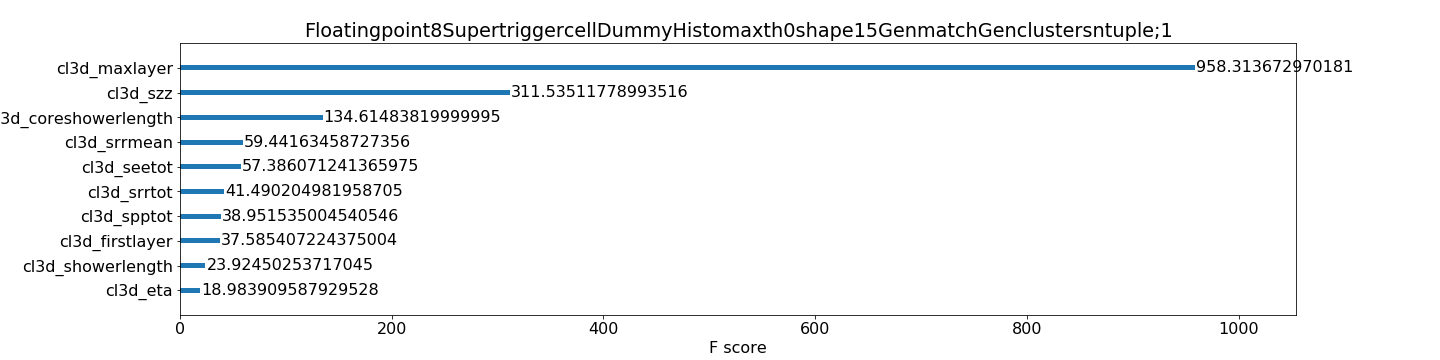 Floatingpoint8SupertriggercellDummyHistomaxth0shape15GenmatchGenclustersntuple;1
cl3d_maxlayer 958.313672970181
cl3d_szz 311.53511778993516
3d_coreshowerlength 134.61483819999995
cl3d_srrmean 59.44163458727356
cl3d_seetot 57.386071241365975
cl3d_srrtot 41.490204981958705
cl3d_spptot 38.951535004540546
cl3d_firstlayer 37.585407224375004
cl3d_showerlength 23.92450253717045
cl3d_eta 18.983909587929528
0 200 400 600 800 1000
F score